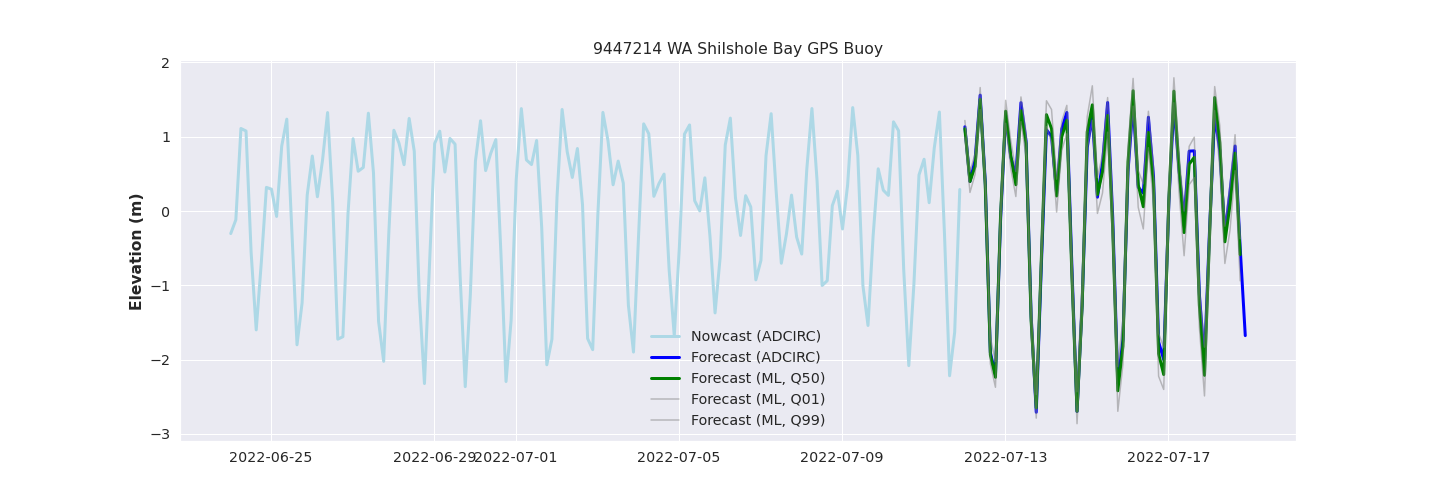 9447214 WA Shilshole Bay GPS Buoy
Elevation (m)
2
1
0
−1
−2
−3
Nowcast (ADCIRC)
Forecast (ADCIRC)
Forecast (ML, Q50)
Forecast (ML, Q01)
Forecast (ML, Q99)
2022-06-25 2022-06-29 2022-07-01 2022-07-05 2022-07-09 2022-07-13 2022-07-17